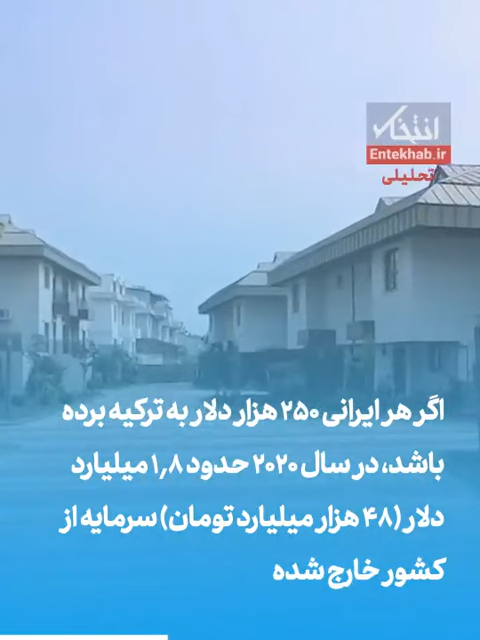 انتخاب
Entekhab.ir
تحلیلی
اگر هر ایرانی ۲۵۰ هزار دلار به ترکیه برده
باشد، در سال ۲۰۲۰ حدود ۱٫۸ میلیارد
دلار (۴۸ هزار میلیارد تومان) سرمایه از
کشور خارج شده